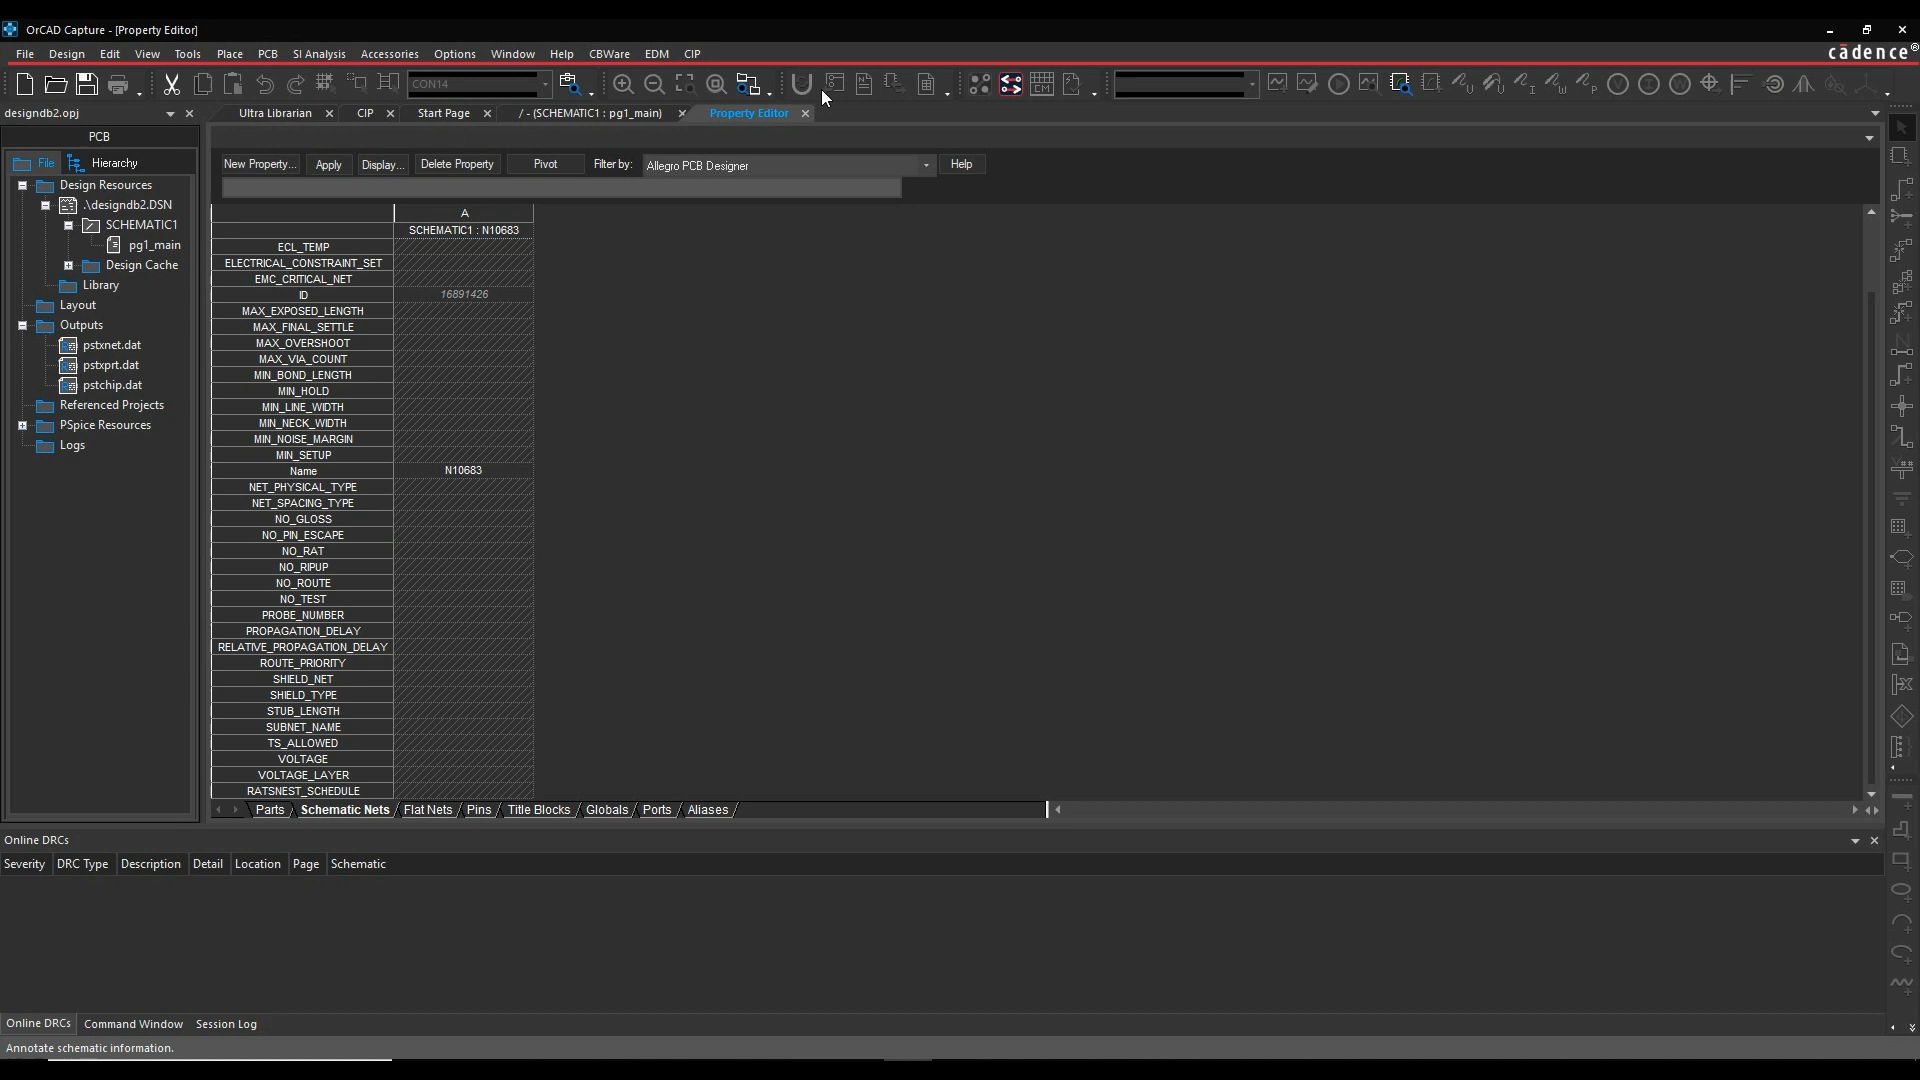 OrCAD Capture - [Property Editor]
File Design Edit View Tools Place PCB SI Analysis Accessories Options Window Help CBWare EDM CIP
cādence®
CON14
designdb2.opj
Ultra Librarian CIP Start Page / - (SCHEMATIC1 : pg1_main) Property Editor
PCB
File Hierarchy
Design Resources
.\designdb2.DSN
SCHEMATIC1
pg1_main
Design Cache
Library
Layout
Outputs
pstxnet.dat
pstxprt.dat
pstchip.dat
Referenced Projects
PSpice Resources
Logs
New Property... Apply Display... Delete Property Pivot Filter by: Allegro PCB Designer Help
A
SCHEMATIC1 : N10683
ECL_TEMP
ELECTRICAL_CONSTRAINT_SET
EMC_CRITICAL_NET
ID 16891426
MAX_EXPOSED_LENGTH
MAX_FINAL_SETTLE
MAX_OVERSHOOT
MAX_VIA_COUNT
MIN_BOND_LENGTH
MIN_HOLD
MIN_LINE_WIDTH
MIN_NECK_WIDTH
MIN_NOISE_MARGIN
MIN_SETUP
Name N10683
NET_PHYSICAL_TYPE
NET_SPACING_TYPE
NO_GLOSS
NO_PIN_ESCAPE
NO_RAT
NO_RIPUP
NO_ROUTE
NO_TEST
PROBE_NUMBER
PROPAGATION_DELAY
RELATIVE_PROPAGATION_DELAY
ROUTE_PRIORITY
SHIELD_NET
SHIELD_TYPE
STUB_LENGTH
SUBNET_NAME
TS_ALLOWED
VOLTAGE
VOLTAGE_LAYER
RATSNEST_SCHEDULE
Parts Schematic Nets Flat Nets Pins Title Blocks Globals Ports Aliases
Online DRCs
Severity DRC Type Description Detail Location Page Schematic
Online DRCs Command Window Session Log
Annotate schematic information.